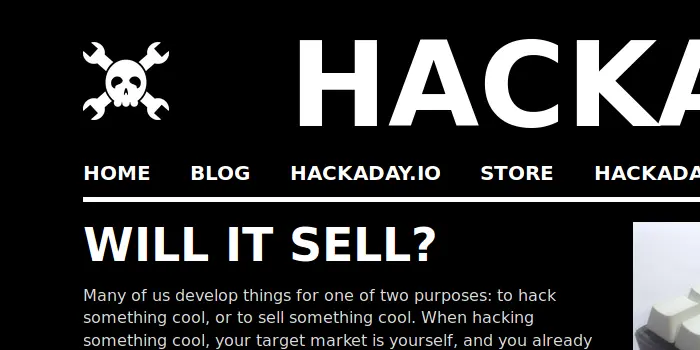 HACKA
HOME BLOG HACKADAY.IO STORE HACKADA
WILL IT SELL?
Many of us develop things for one of two purposes: to hack
something cool, or to sell something cool. When hacking
something cool, your target market is yourself, and you already